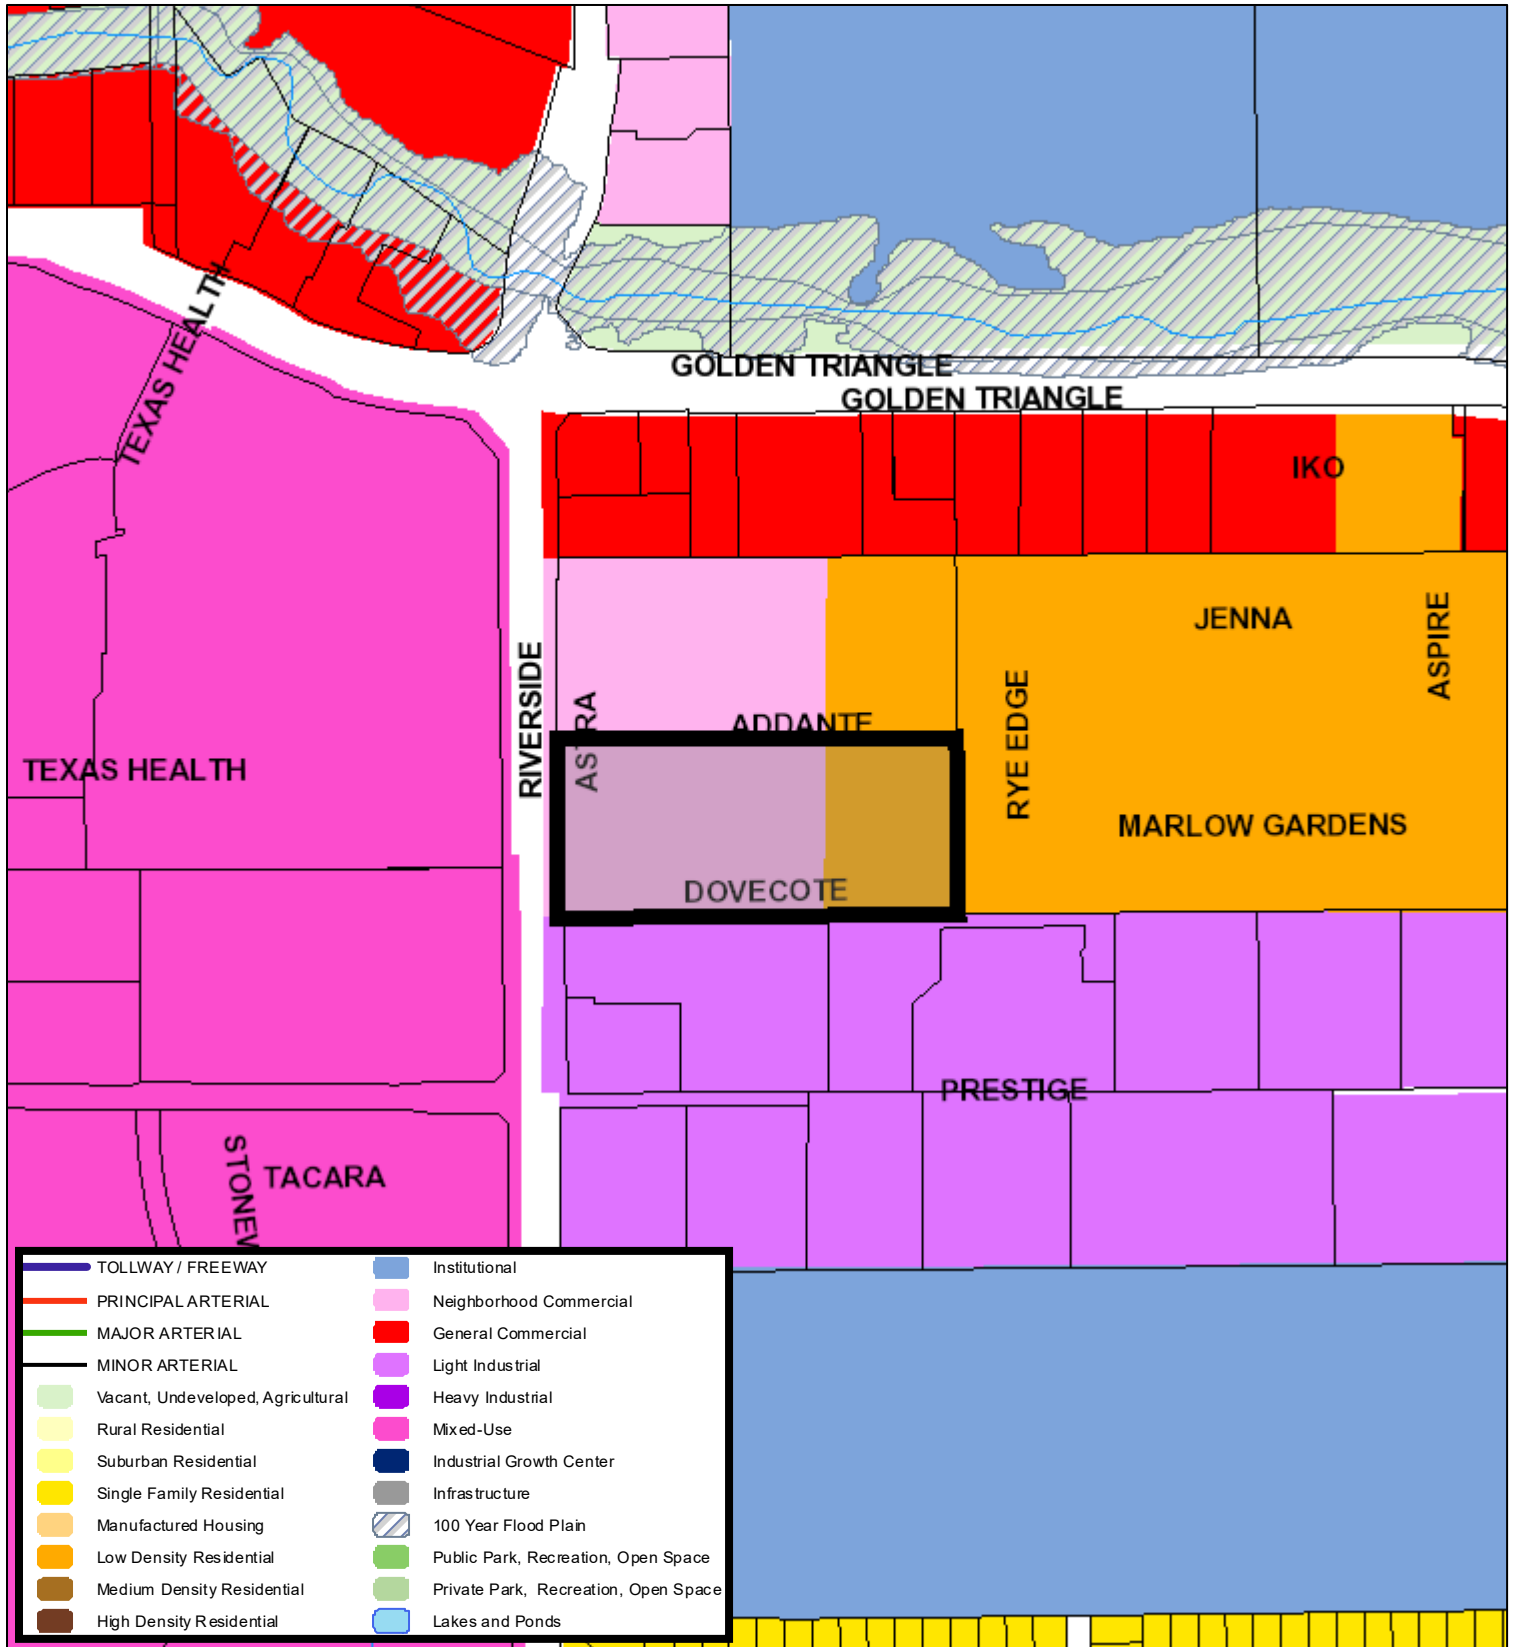 TEXAS HEALTH
GOLDEN TRIANGLE
GOLDEN TRIANGLE
IKO
JENNA
ASPIRE
RIVERSIDE
ASTRA
ADDANTE
RYE EDGE
TEXAS HEALTH
MARLOW GARDENS
DOVECOTE
PRESTIGE
STONEW
TACARA
TOLLWAY / FREEWAY
PRINCIPAL ARTERIAL
MAJOR ARTERIAL
MINOR ARTERIAL
Vacant, Undeveloped, Agricultural
Rural Residential
Suburban Residential
Single Family Residential
Manufactured Housing
Low Density Residential
Medium Density Residential
High Density Residential
Institutional
Neighborhood Commercial
General Commercial
Light Industrial
Heavy Industrial
Mixed-Use
Industrial Growth Center
Infrastructure
100 Year Flood Plain
Public Park, Recreation, Open Space
Private Park, Recreation, Open Space
Lakes and Ponds